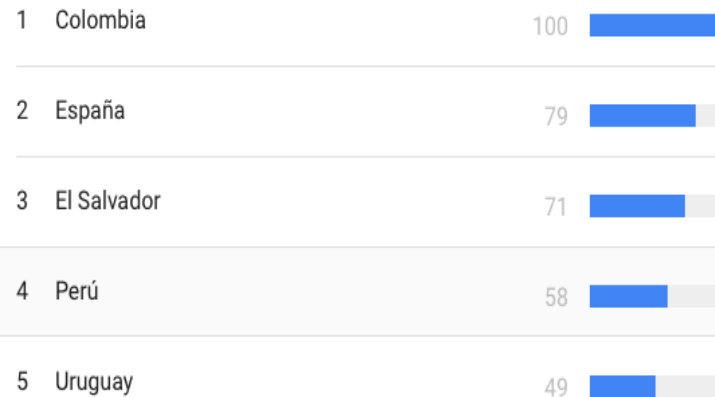 1 Colombia 100
2 España 79
3 El Salvador 71
4 Perú 58
5 Uruguay 49